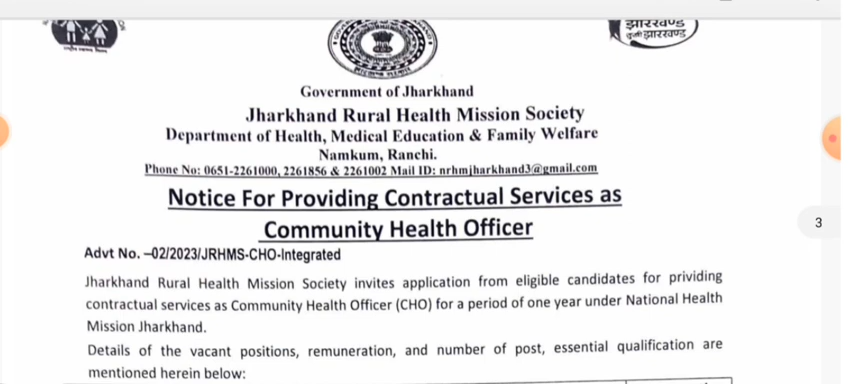 झारखण्ड
Government of Jharkhand
Jharkhand Rural Health Mission Society
Department of Health, Medical Education & Family Welfare
Namkum, Ranchi.
Phone No: 0651-2261000, 2261856 & 2261002 Mail ID: nrhmjharkhand3@gmail.com
Notice For Providing Contractual Services as
Community Health Officer
Advt No. –02/2023/JRHMS-CHO-Integrated
3
Jharkhand Rural Health Mission Society invites application from eligible candidates for prividing
contractual services as Community Health Officer (CHO) for a period of one year under National Health
Mission Jharkhand.
Details of the vacant positions, remuneration, and number of post, essential qualification are
mentioned herein below: